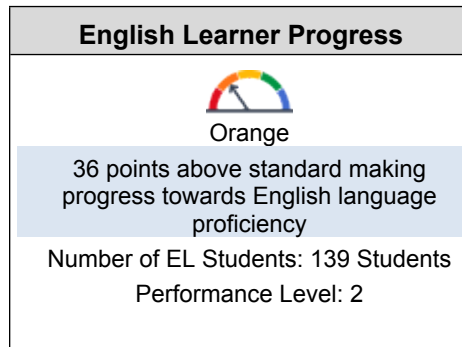 English Learner Progress
Orange
36 points above standard making
progress towards English language
proficiency
Number of EL Students: 139 Students
Performance Level: 2